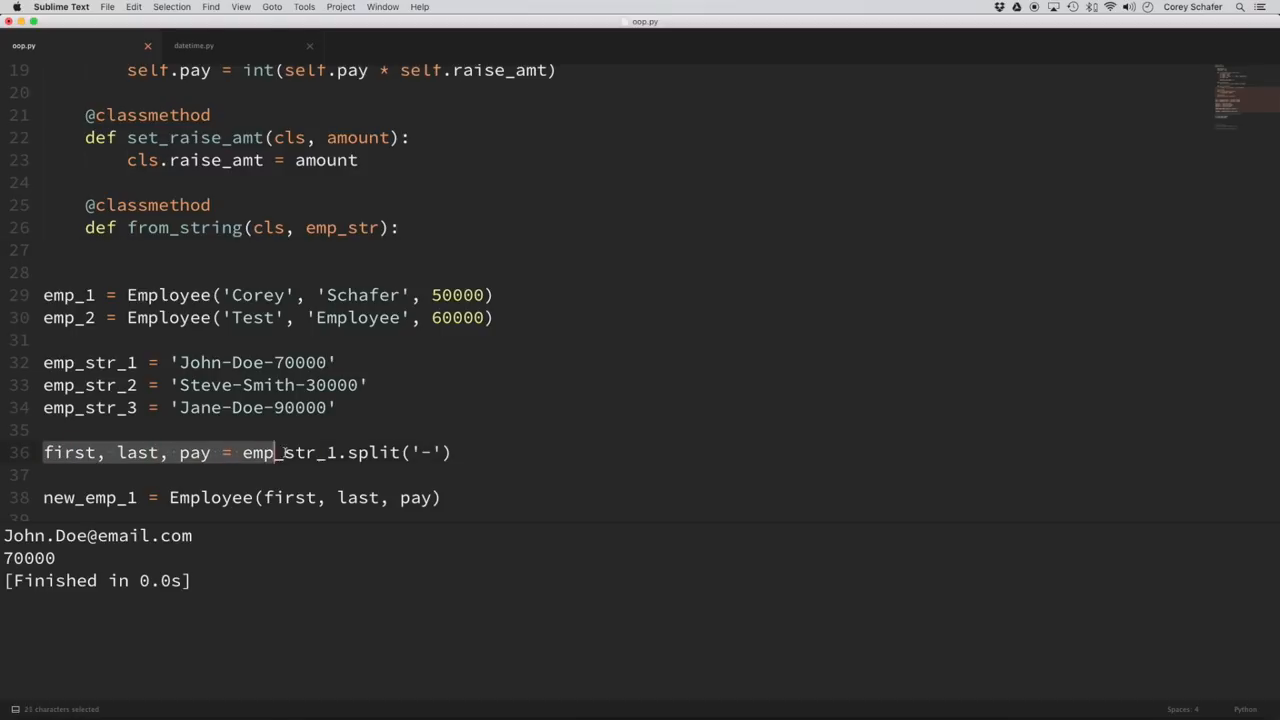 Sublime Text File Edit Selection Find View Goto Tools Project Window Help Corey Schafer
oop.py
oop.py datetime.py
19 self.pay = int(self.pay * self.raise_amt)
20
21 @classmethod
22 def set_raise_amt(cls, amount):
23 cls.raise_amt = amount
24
25 @classmethod
26 def from_string(cls, emp_str):
27
28
29 emp_1 = Employee('Corey', 'Schafer', 50000)
30 emp_2 = Employee('Test', 'Employee', 60000)
31
32 emp_str_1 = 'John-Doe-70000'
33 emp_str_2 = 'Steve-Smith-30000'
34 emp_str_3 = 'Jane-Doe-90000'
35
36 first, last, pay = emp_str_1.split('-')
37
38 new_emp_1 = Employee(first, last, pay)
39
John.Doe@email.com
70000
[Finished in 0.0s]
23 characters selected Spaces: 4 Python